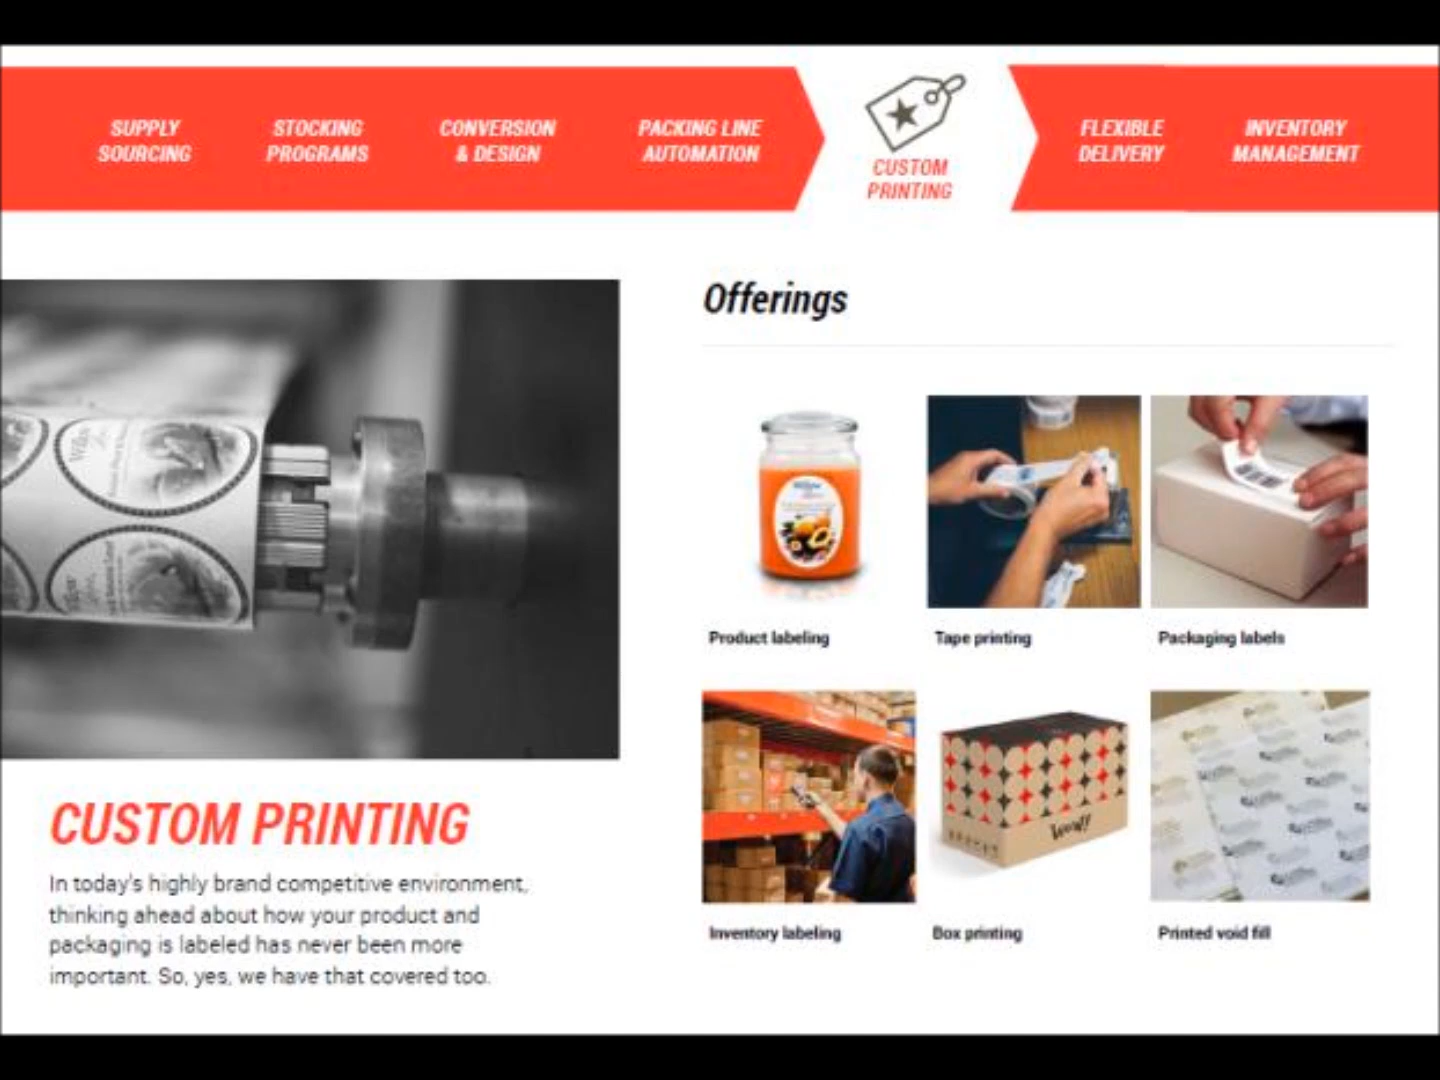 SUPPLY
SOURCING
STOCKING
PROGRAMS
CONVERSION
& DESIGN
PACKING LINE
AUTOMATION
CUSTOM
PRINTING
FLEXIBLE
DELIVERY
INVENTORY
MANAGEMENT
Offerings
Product labeling
Tape printing
Packaging labels
Inventory labeling
Box printing
Printed void fill
CUSTOM PRINTING
In today's highly brand competitive environment,
thinking ahead about how your product and
packaging is labeled has never been more
important. So, yes, we have that covered too.